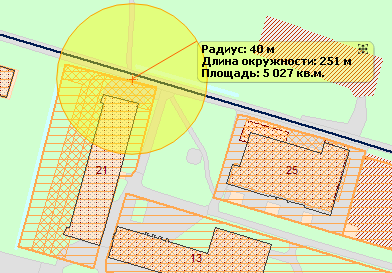 Радиус: 40 м
Длина окружности: 251 м
Площадь: 5 027 кв.м.
21
25
13